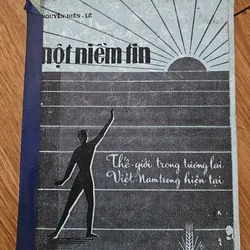 NGUYỄN-HIẾN-LÊ
một niềm tin
Thế-giới trong tương lai
Việt-Nam trong hiện tại